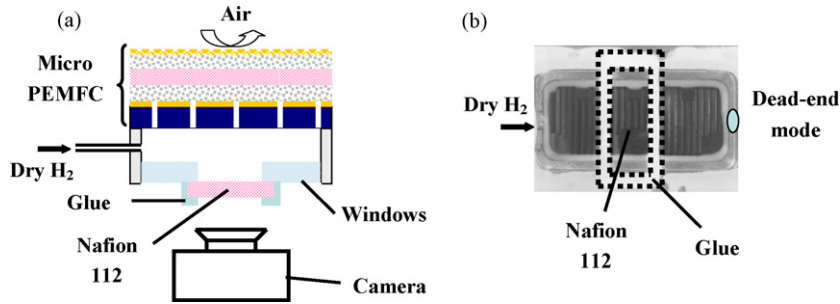 (a)
Air
Micro
PEMFC
Dry H₂
Glue
Nafion
112
Windows
Camera
(b)
Dry H₂
Dead-end
mode
Nafion
112
Glue